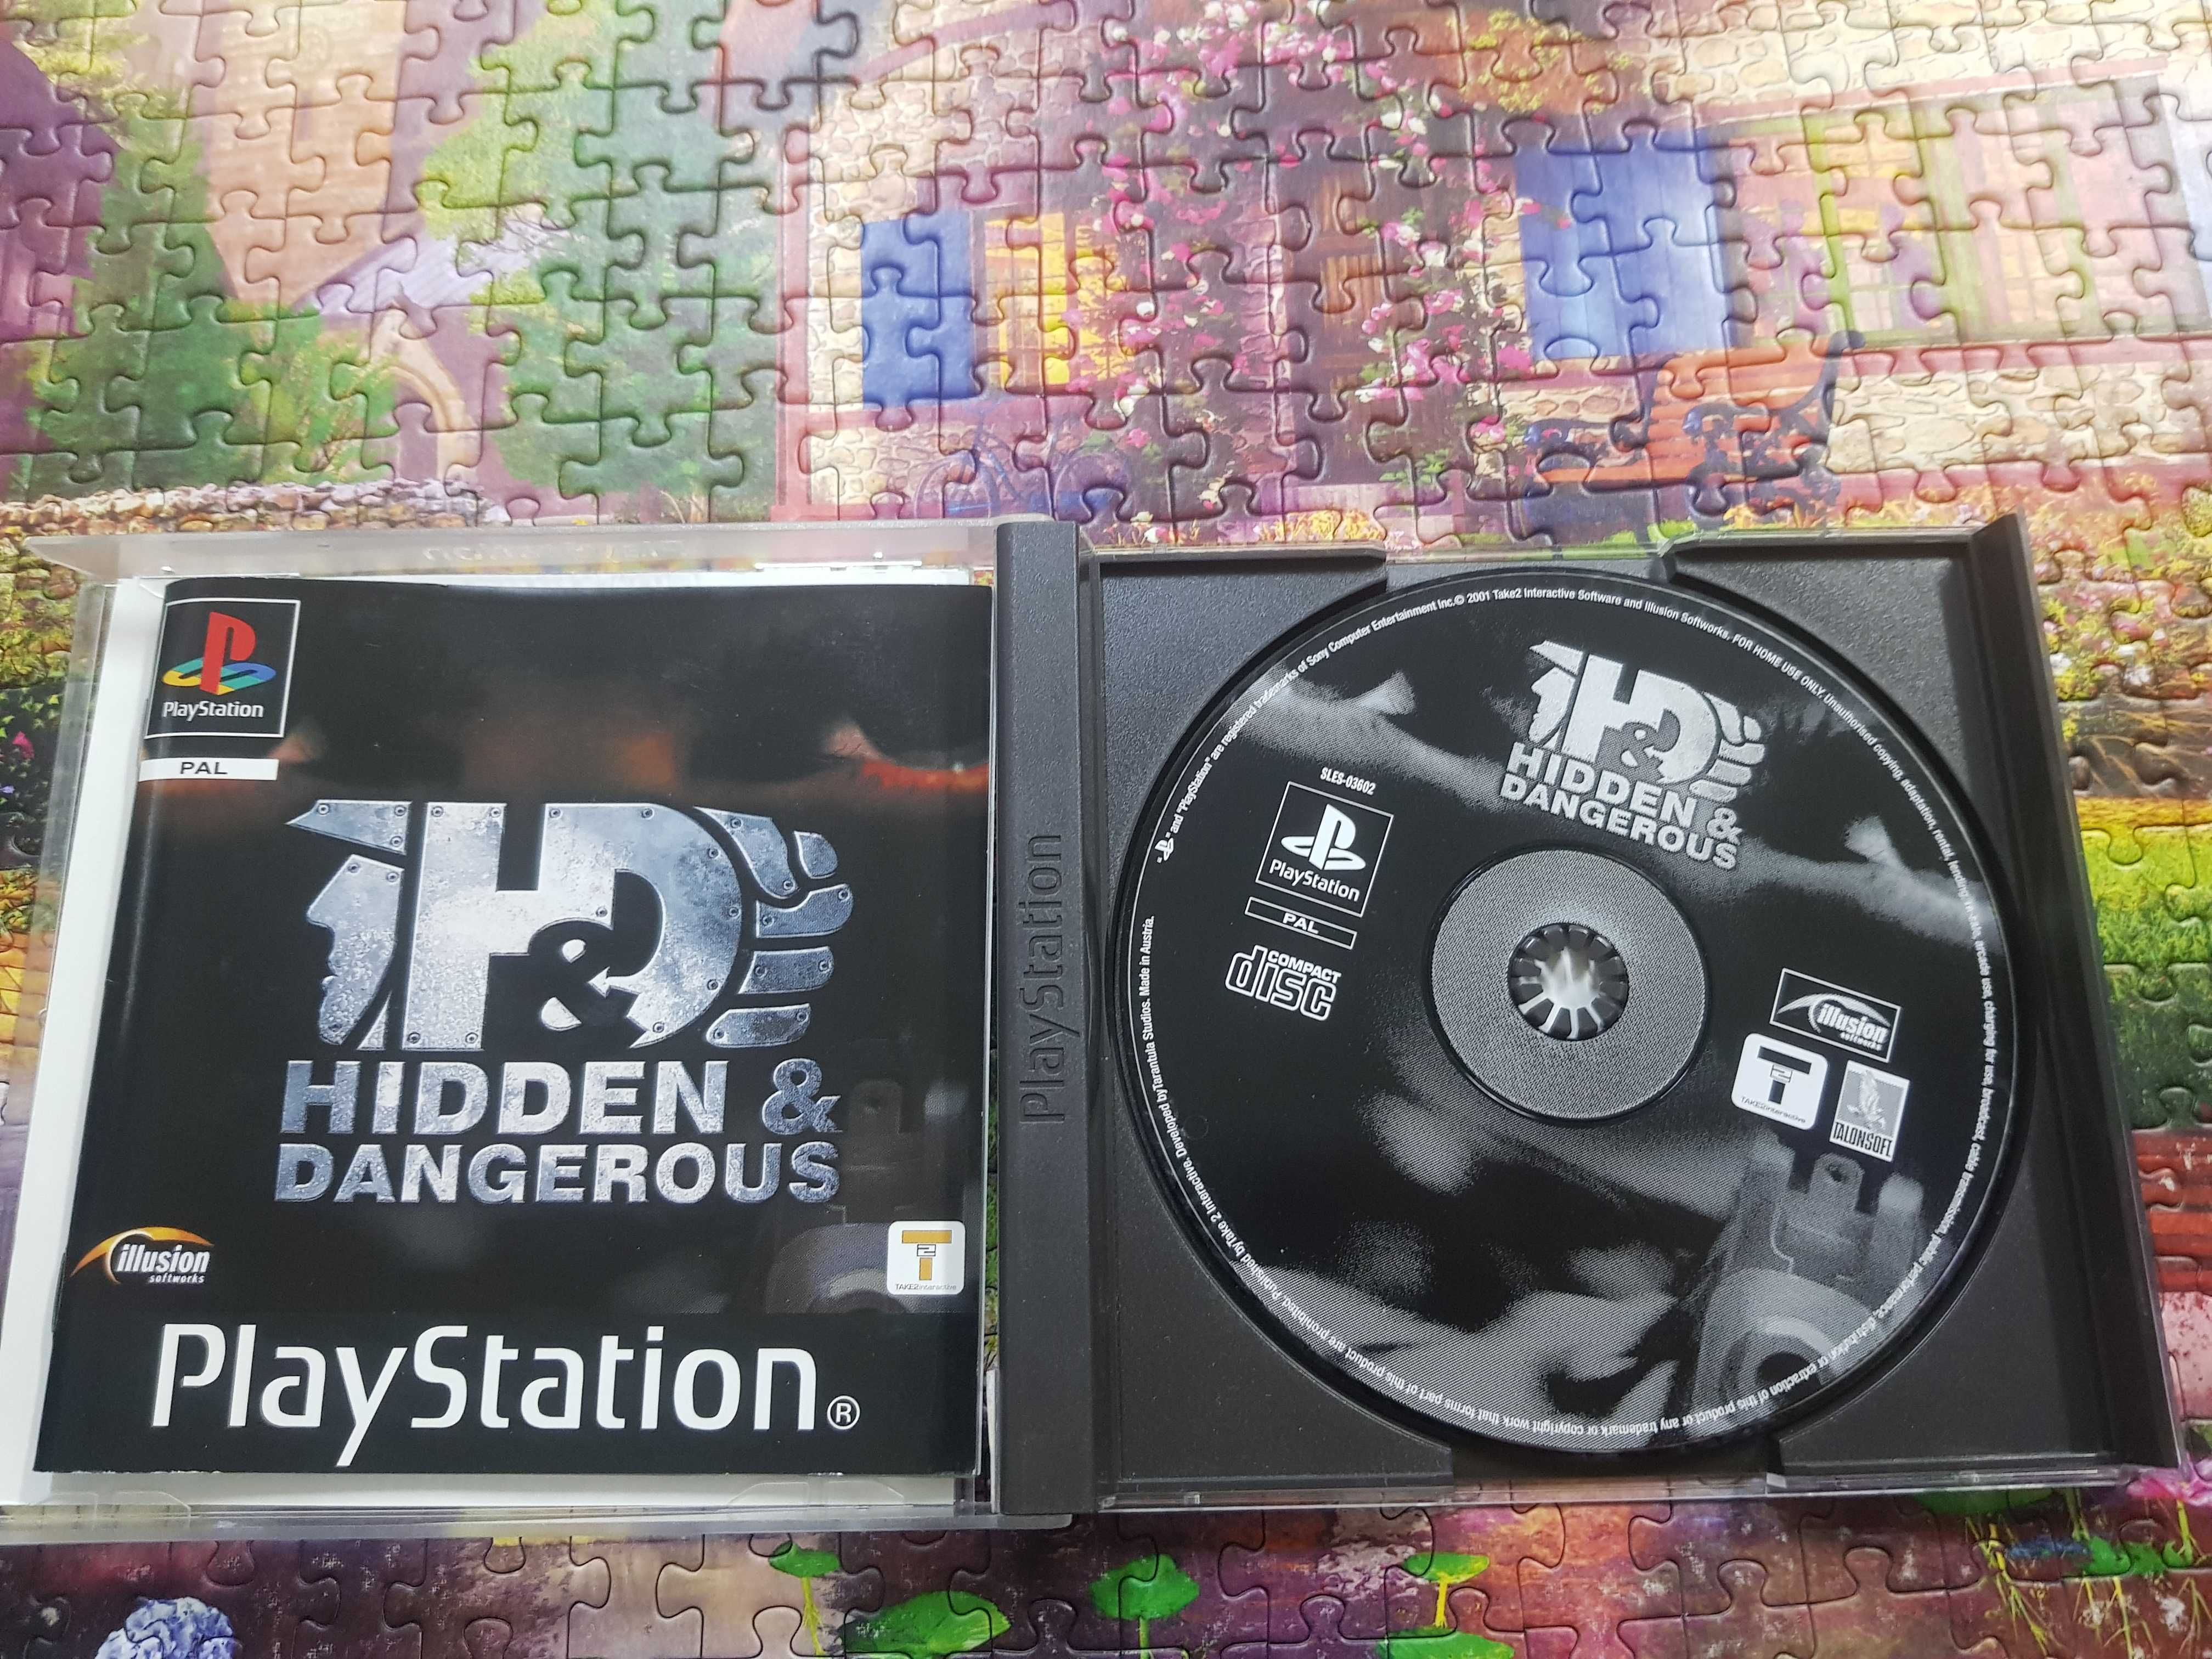 PlayStation
PAL
H&D
HIDDEN &
DANGEROUS
illusion
softworks
T2
TAKE2interactive
PlayStation®
PlayStation
"PS" and "PlayStation" are registered trademarks of Sony Computer Entertainment Inc.© 2001 Take2 Interactive Software and Illusion Softworks. FOR HOME USE ONLY. Unauthorised copying, adaptation, rental, lending, re-sale, arcade use, charging for use, broadcast, cable transmission, public performance, distribution or extraction of this product or any trademark or copyright work that forms part of this product are prohibited. Published by Take 2 Interactive. Developed by Tarantula Studios. Made in Austria.
H&D
HIDDEN &
DANGEROUS
SLES-03602
PlayStation
PAL
COMPACT
disc
illusion
softworks
T2
TAKE2interactive
TALONSOFT